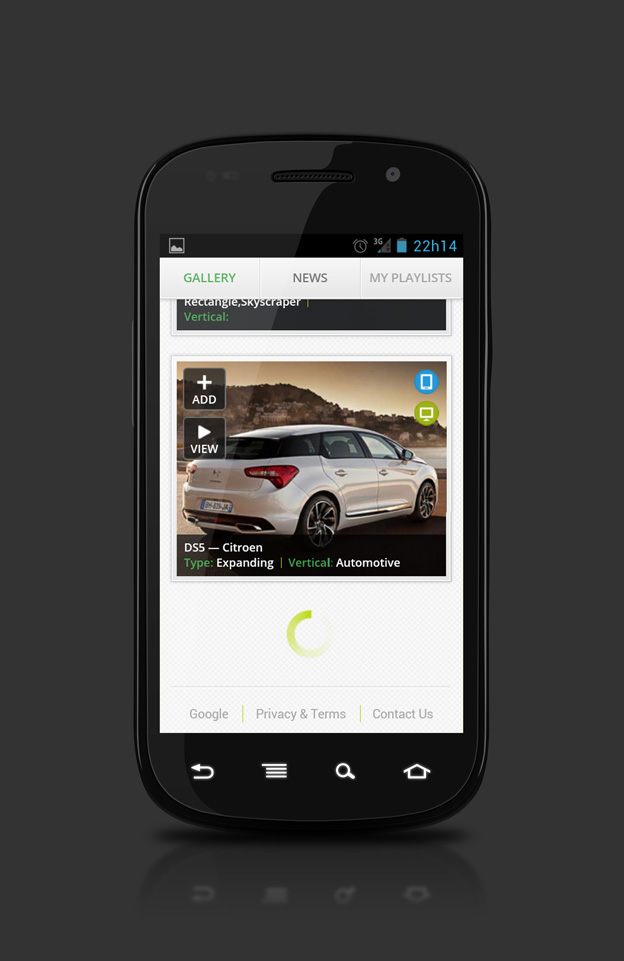 3G 22h14
GALLERY NEWS MY PLAYLISTS
Rectangle,Skyscraper |
Vertical:
ADD
VIEW
DS5 — Citroen
Type: Expanding | Vertical: Automotive
Google | Privacy & Terms | Contact Us